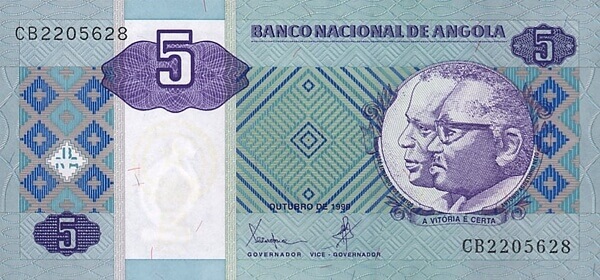 BANCO NACIONAL DE ANGOLA
CB2205628
5
5
OUTUBRO DE 1999
A VITÓRIA É CERTA
5
GOVERNADOR VICE - GOVERNADOR
CB2205628